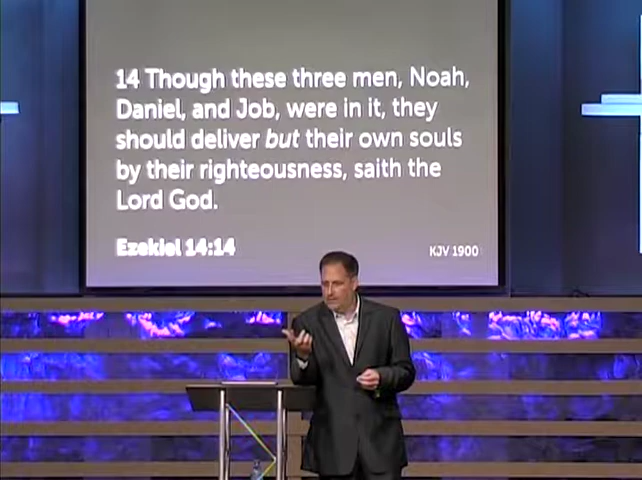 14 Though these three men, Noah,
Daniel, and Job, were in it, they
should deliver but their own souls
by their righteousness, saith the
Lord God.
Ezekiel 14:14
KJV 1900